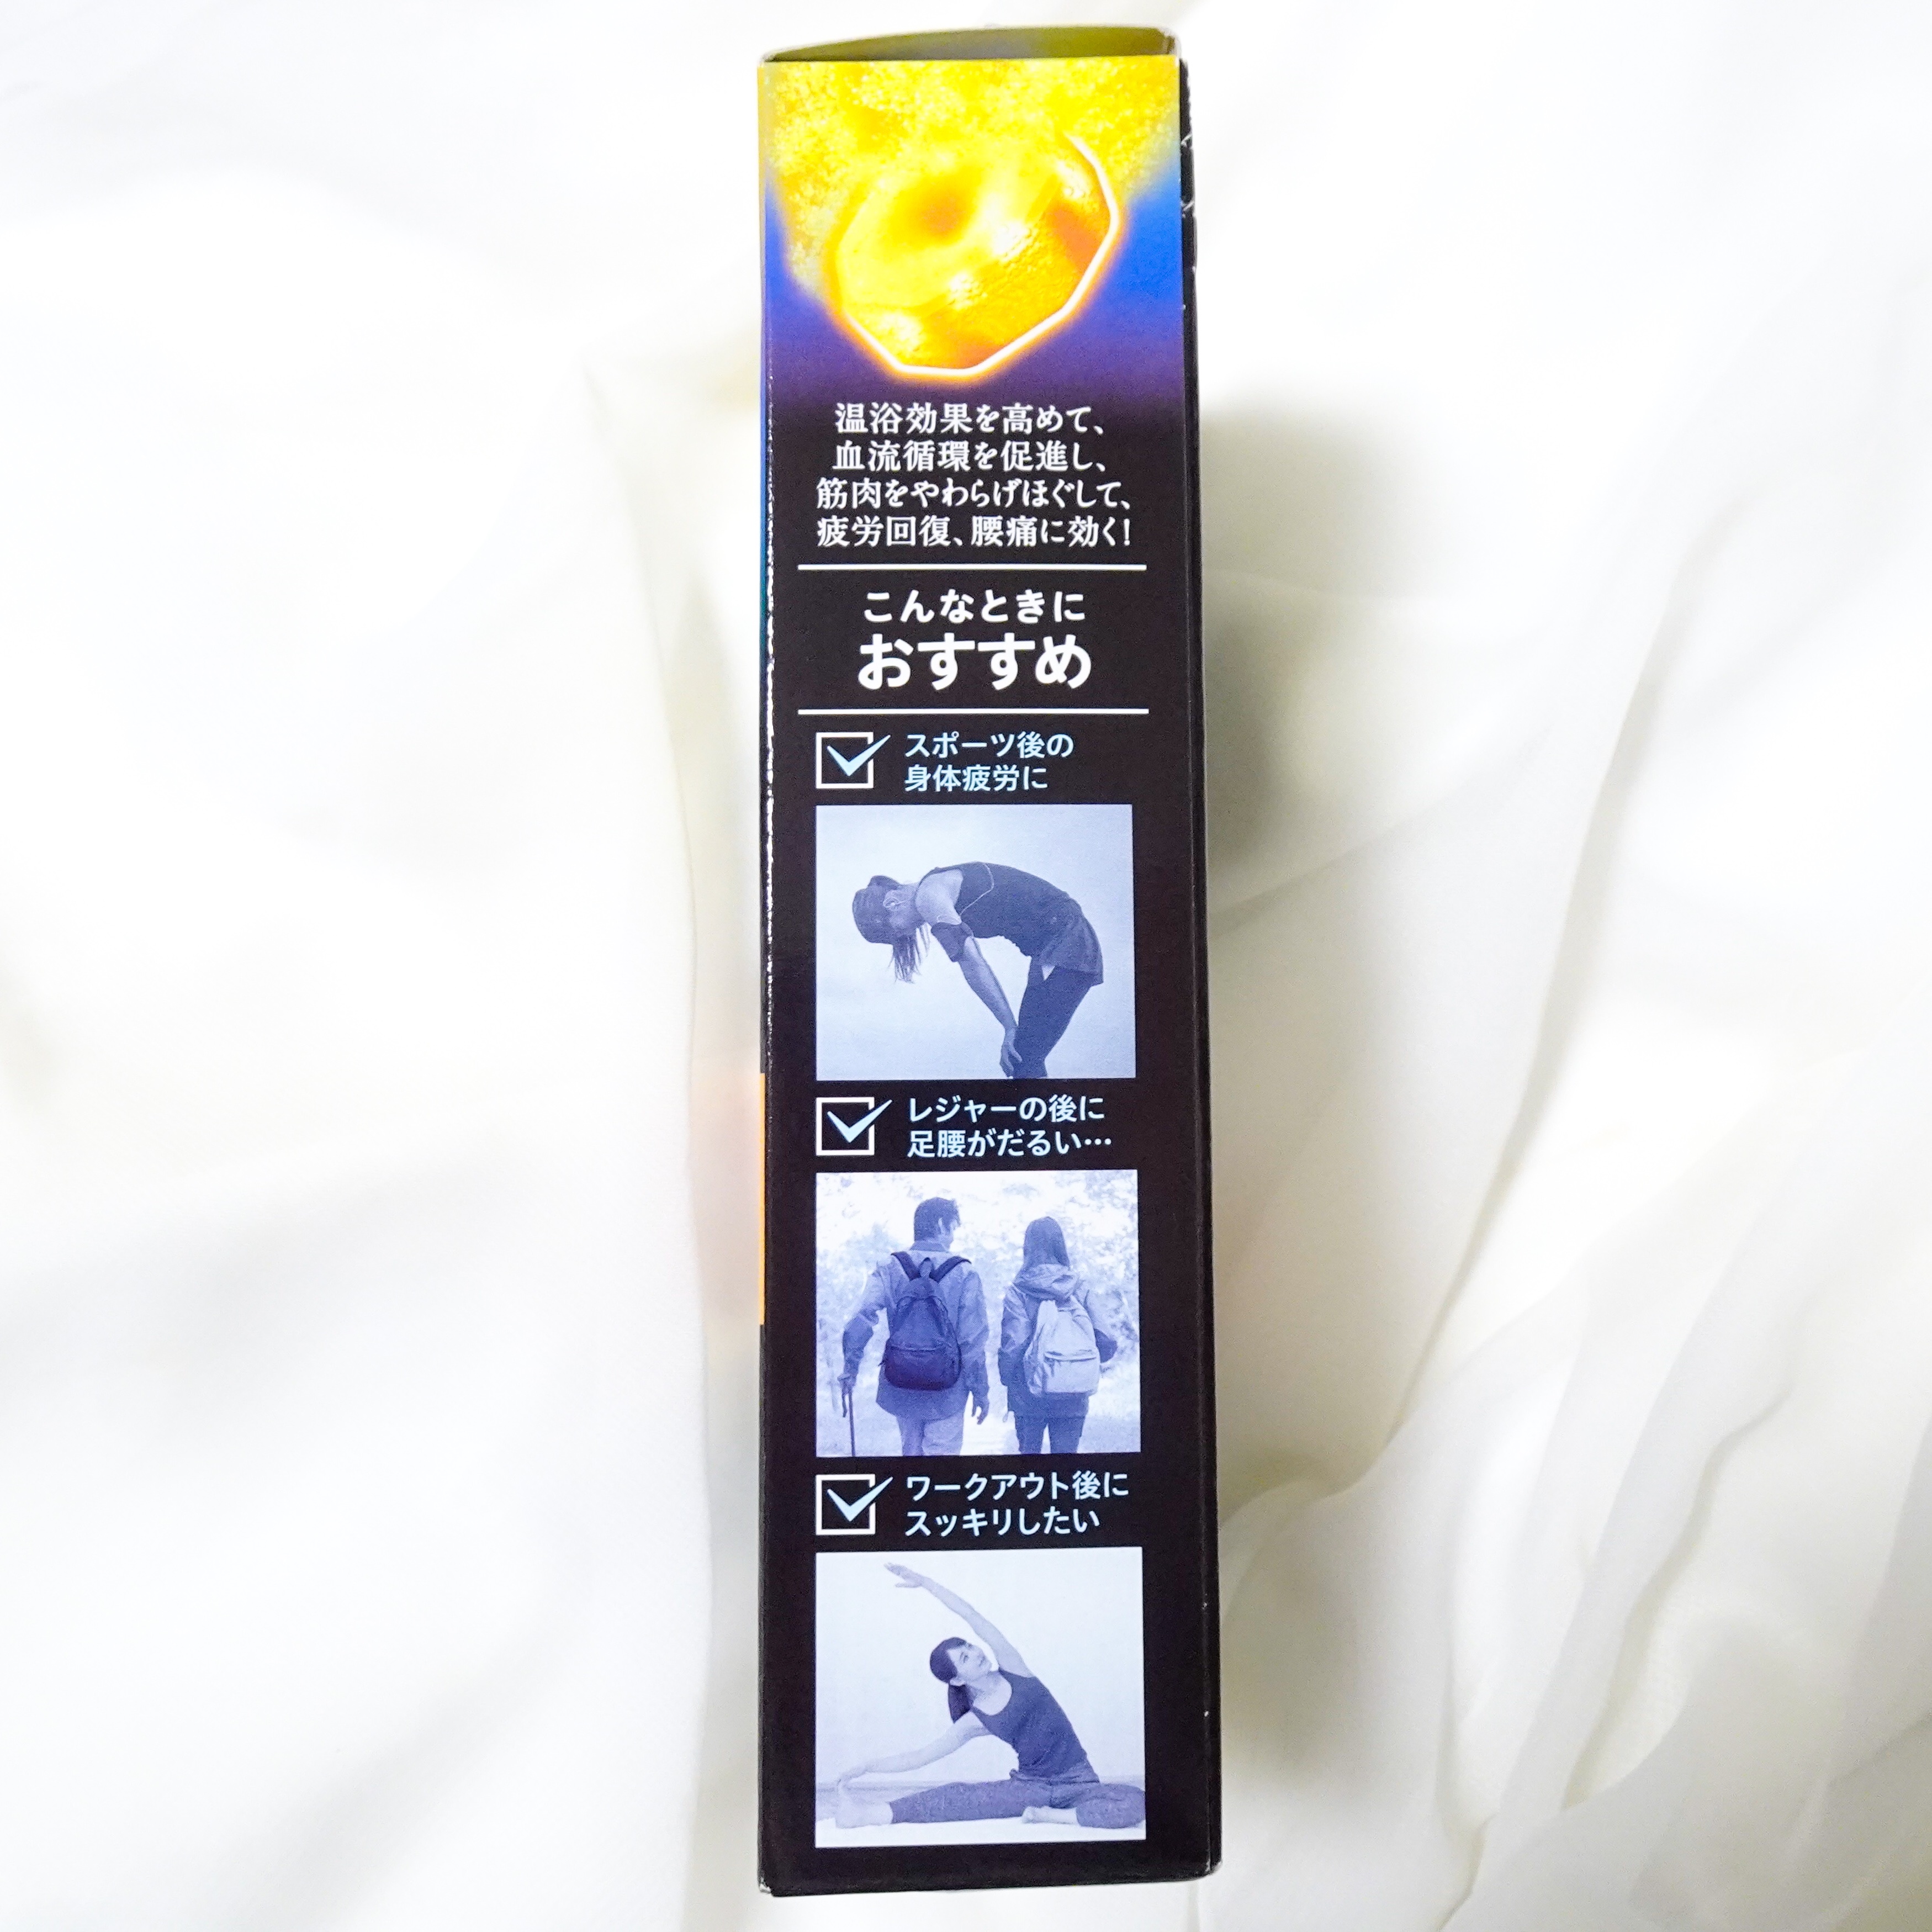 温浴効果を高めて、
血流循環を促進し、
筋肉をやわらげほぐして、
疲労回復、腰痛に効く！
こんなときに
おすすめ
スポーツ後の
身体疲労に
レジャーの後に
足腰がだるい…
ワークアウト後に
スッキリしたい